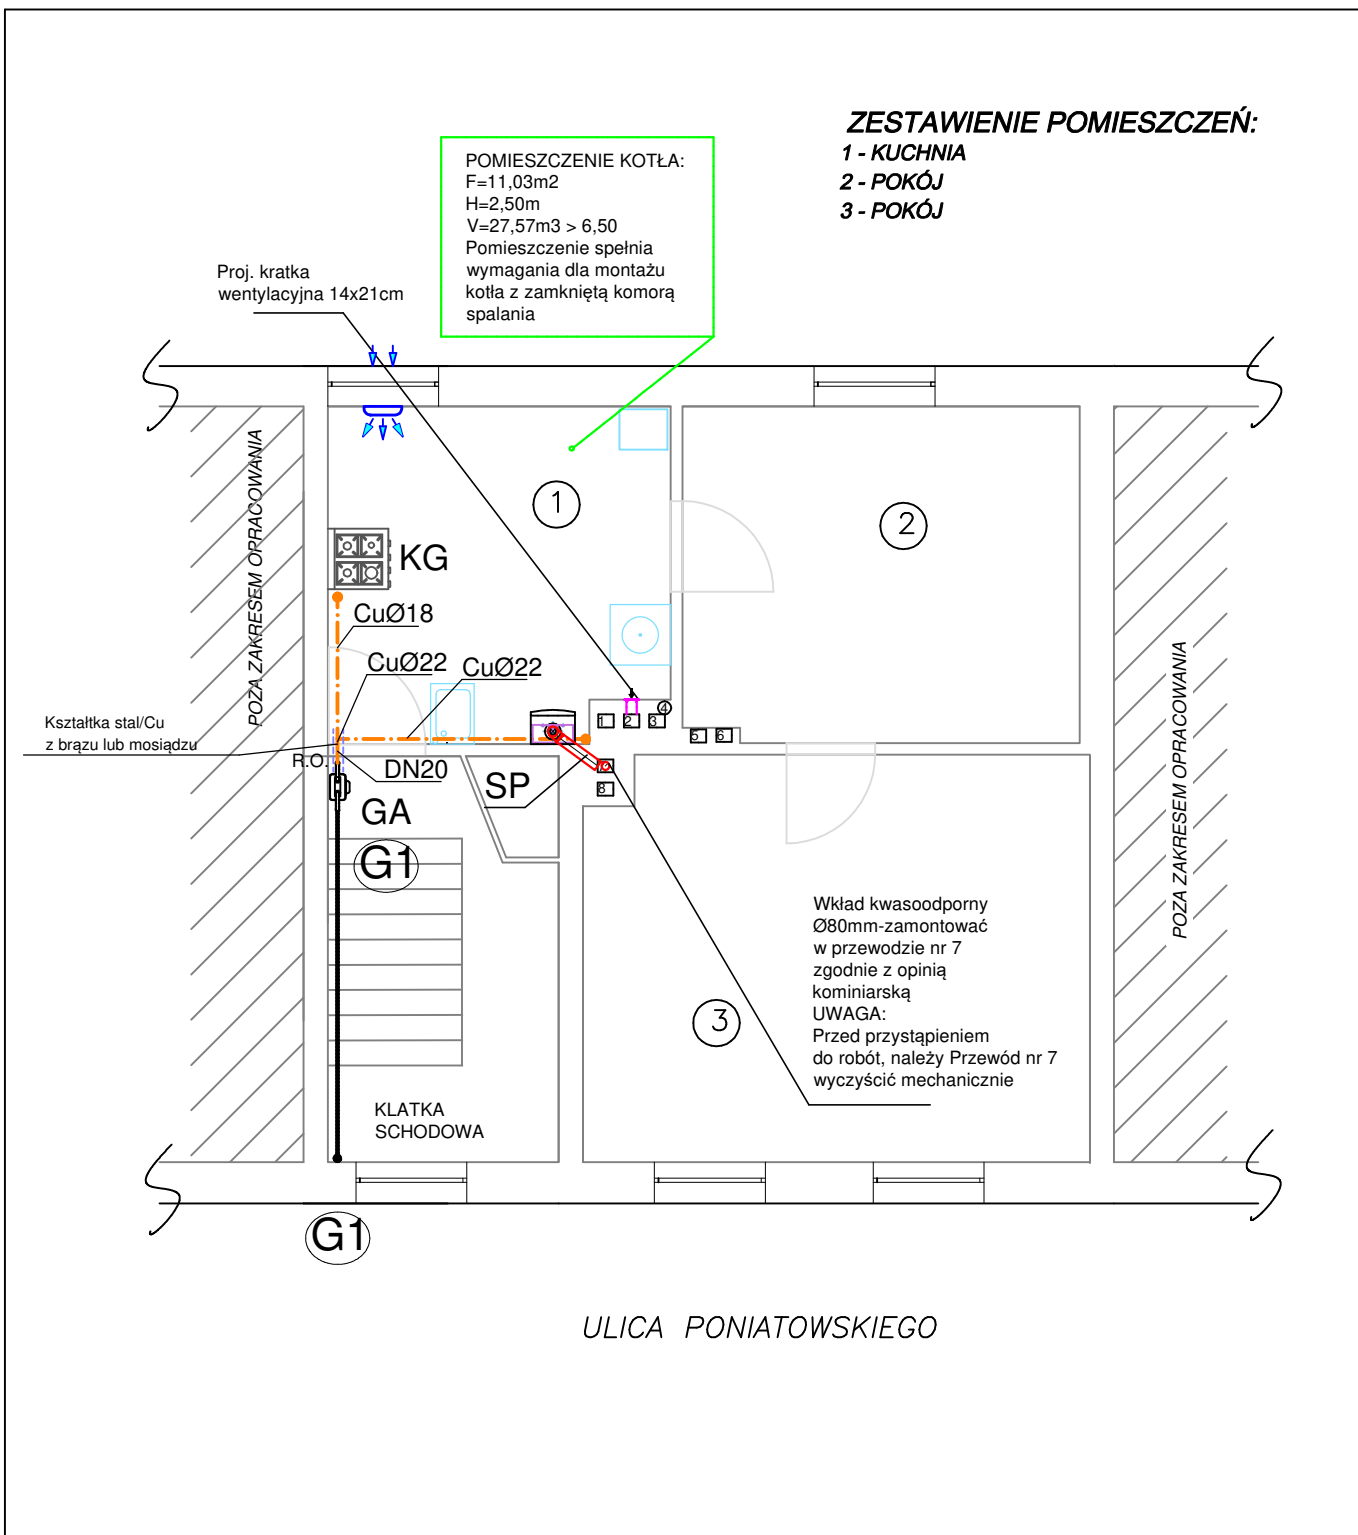 ZESTAWIENIE POMIESZCZEŃ:
1 - KUCHNIA
2 - POKÓJ
3 - POKÓJ
POMIESZCZENIE KOTŁA:
F=11,03m2
H=2,50m
V=27,57m3 > 6,50
Pomieszczenie spełnia
wymagania dla montażu
kotła z zamkniętą komorą
spalania
Proj. kratka
wentylacyjna 14x21cm
POZA ZAKRESEM OPRACOWANIA
1
2
KG
CuØ18
CuØ22
CuØ22
Kształtka stal/Cu
z brązu lub mosiądzu
R.O.
DN20
GA
G1
SP
1
2
3
4
5
6
8
POZA ZAKRESEM OPRACOWANIA
3
Wkład kwasoodporny
Ø80mm-zamontować
w przewodzie nr 7
zgodnie z opinią
kominiarską
UWAGA:
Przed przystąpieniem
do robót, należy Przewód nr 7
wyczyścić mechanicznie
KLATKA
SCHODOWA
G1
ULICA PONIATOWSKIEGO